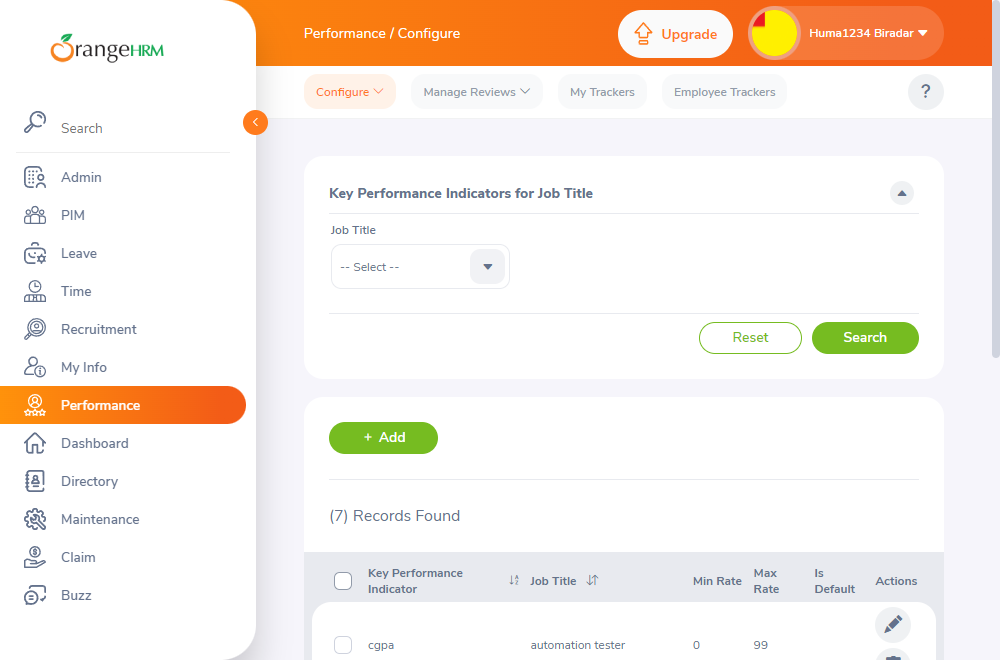 OrangeHRM
Performance / Configure
Upgrade
Huma1234 Biradar
Configure
Manage Reviews
My Trackers
Employee Trackers
?
Search
Admin
PIM
Leave
Time
Recruitment
My Info
Performance
Dashboard
Directory
Maintenance
Claim
Buzz
Key Performance Indicators for Job Title
Job Title
-- Select --
Reset
Search
+ Add
(7) Records Found
Key Performance Indicator
Job Title
Min Rate
Max Rate
Is Default
Actions
cgpa
automation tester
0
99